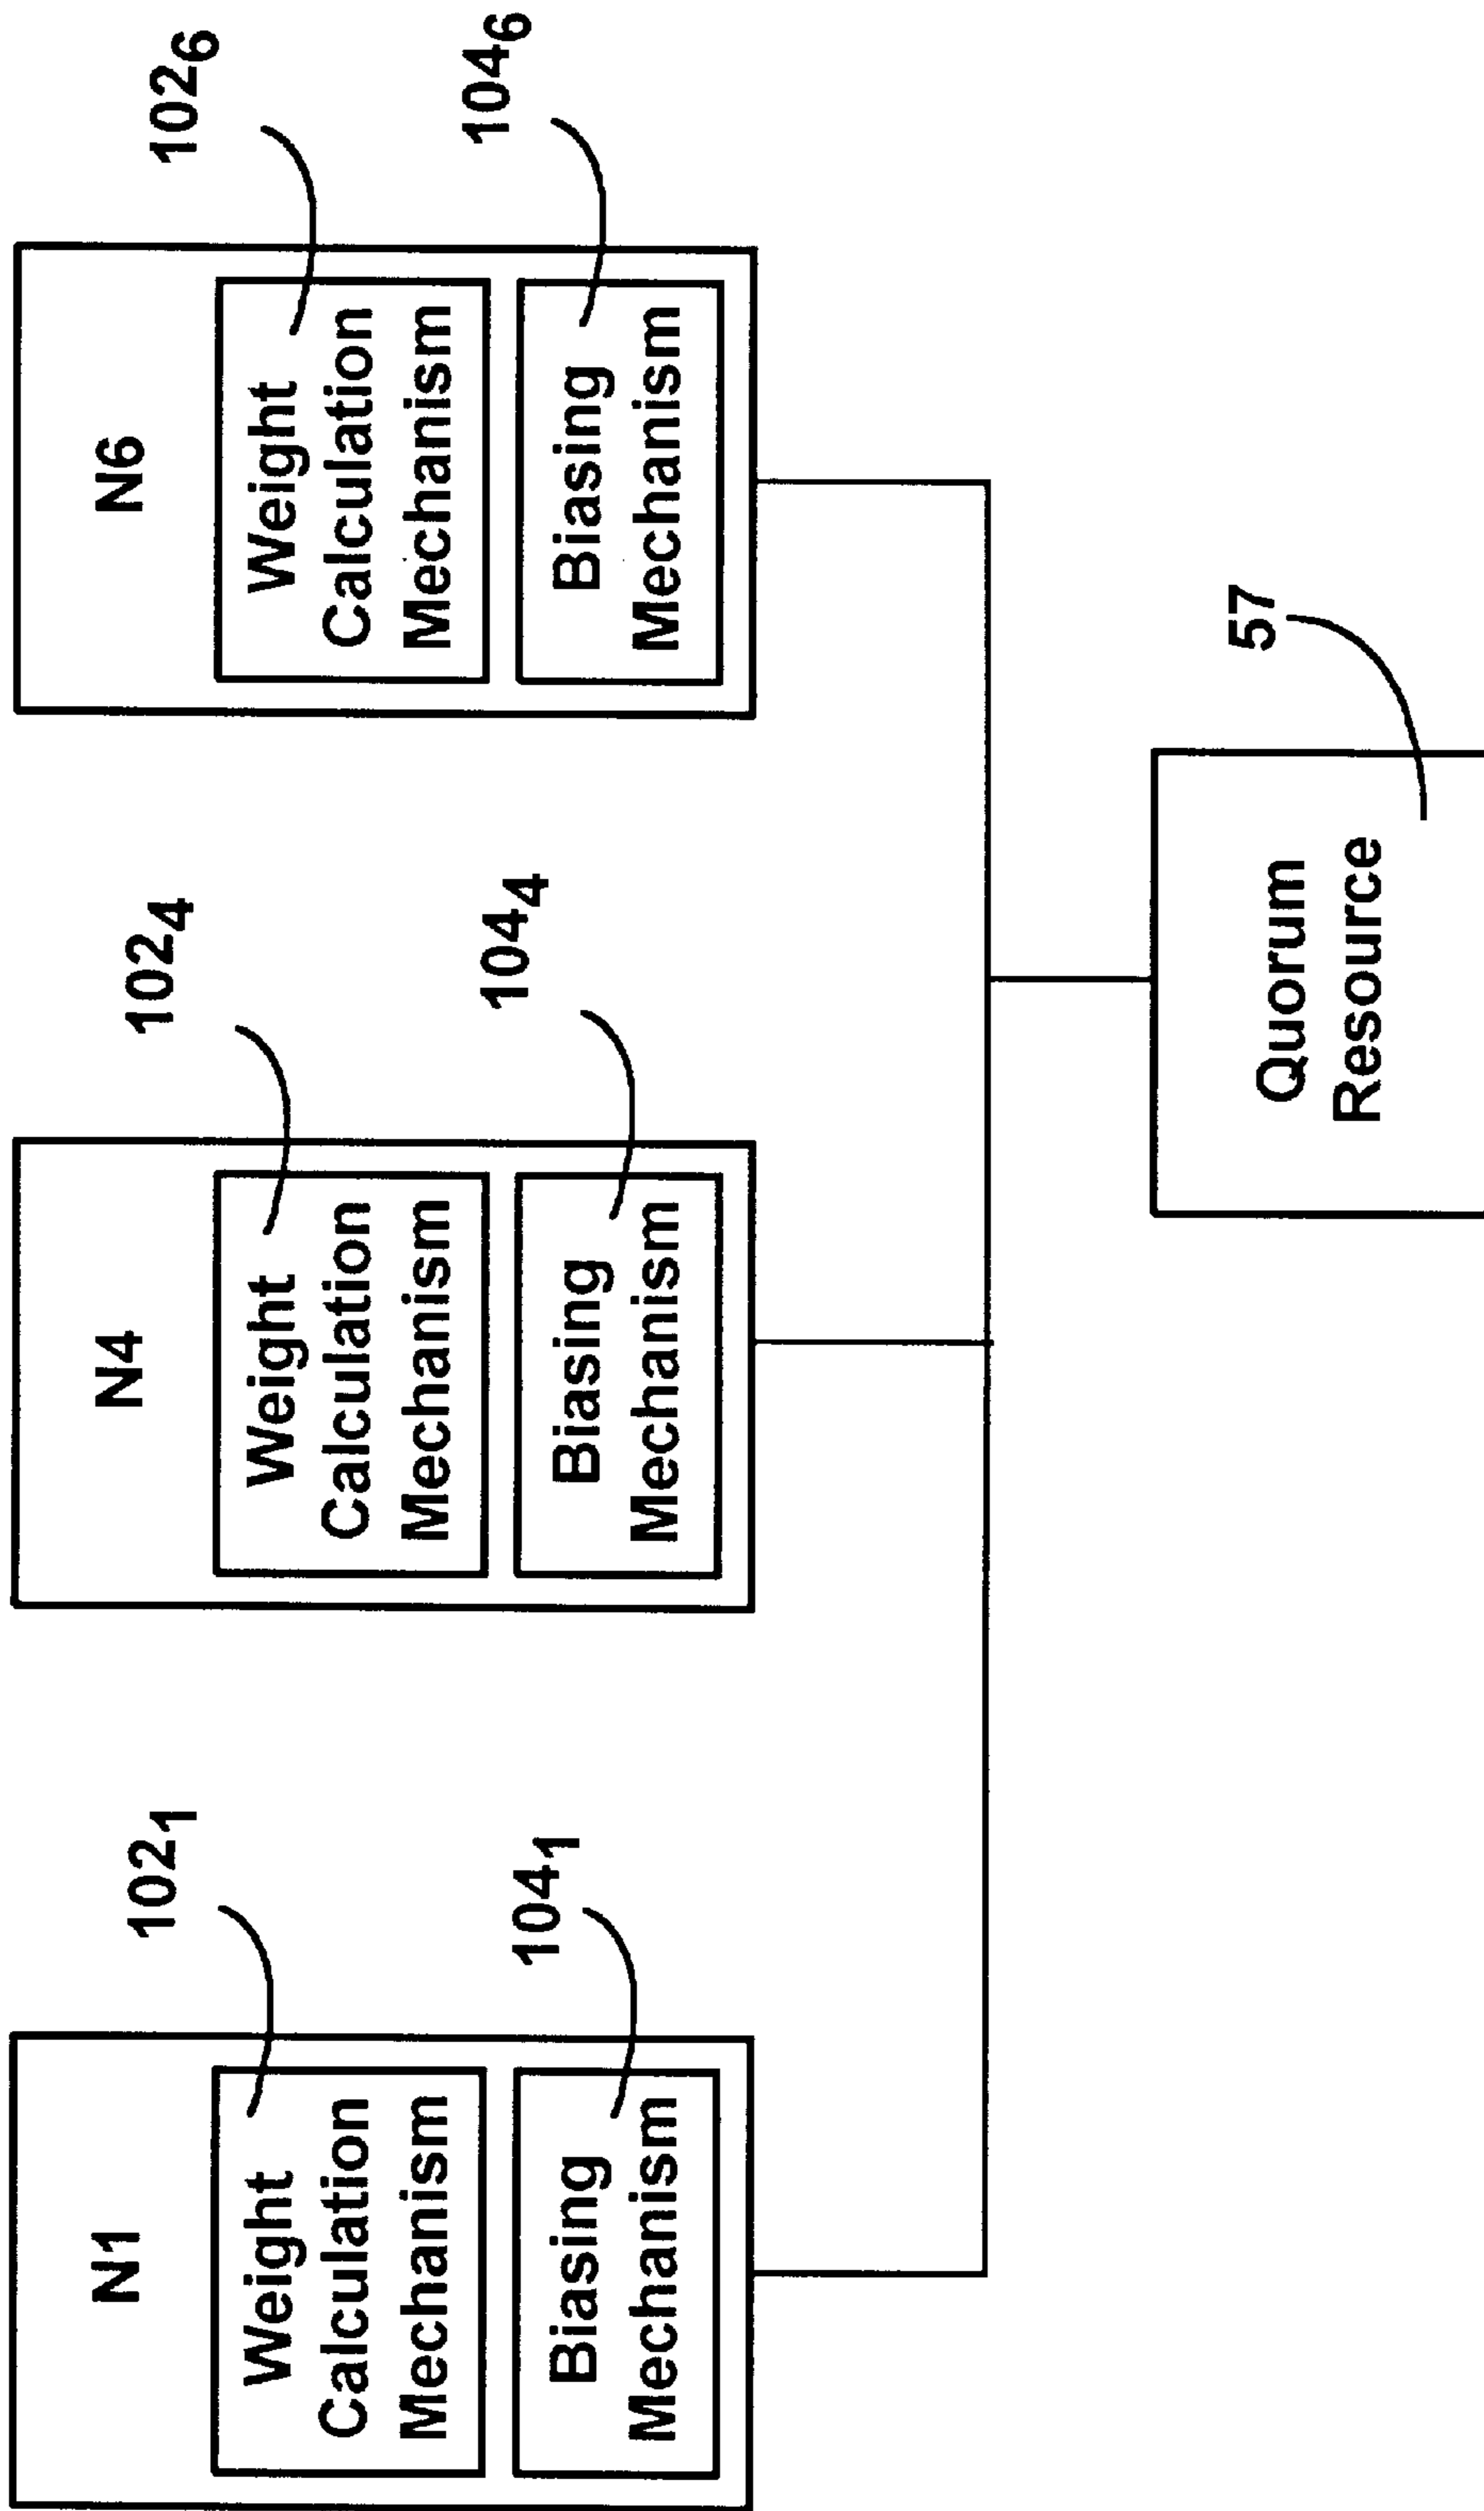 N1
102₁
Weight
Calculation
Mechanism
104₁
Biasing
Mechanism
N4
102₄
Weight
Calculation
Mechanism
104₄
Biasing
Mechanism
N6
102₆
Weight
Calculation
Mechanism
104₆
Biasing
Mechanism
57
Quorum
Resource